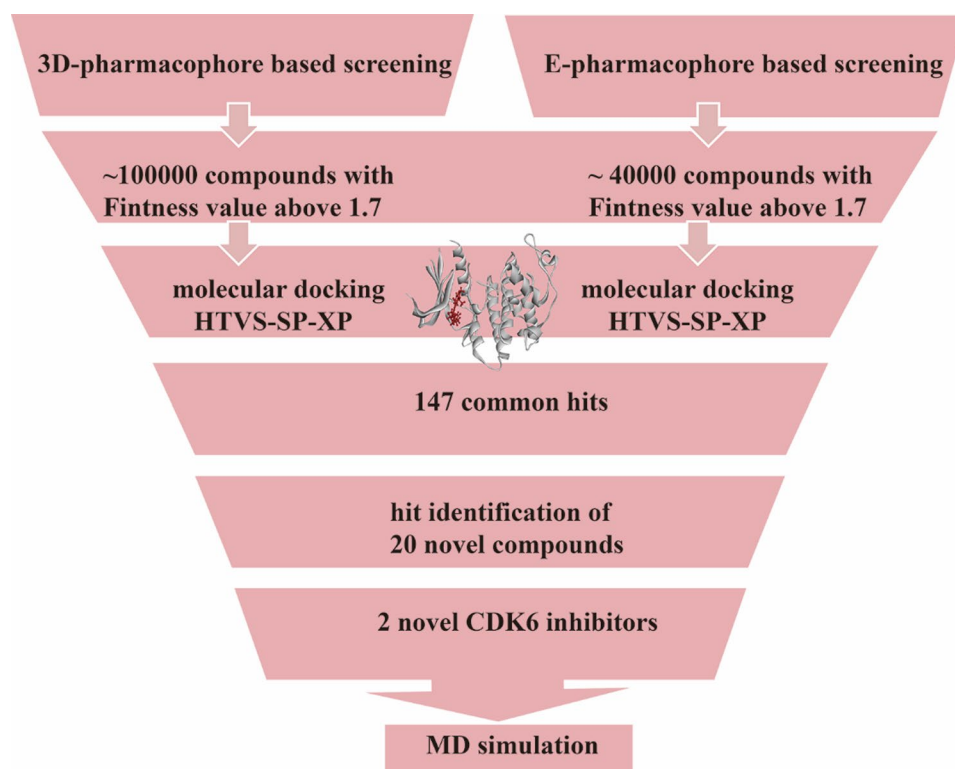 3D-pharmacophore based screening
E-pharmacophore based screening
~100000 compounds with
Fintness value above 1.7
~ 40000 compounds with
Fintness value above 1.7
molecular docking
HTVS-SP-XP
molecular docking
HTVS-SP-XP
147 common hits
hit identification of
20 novel compounds
2 novel CDK6 inhibitors
MD simulation